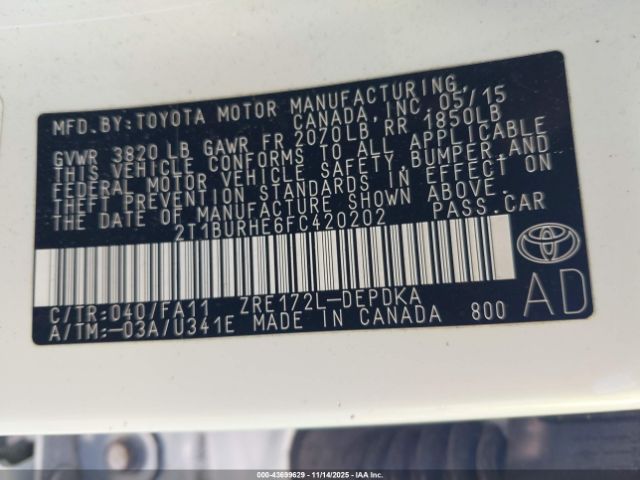 MFD.BY:TOYOTA MOTOR MANUFACTURING,
CANADA, INC. 05/15
GVWR 3820 LB GAWR FR 2070LB RR 1850LB
THIS VEHICLE CONFORMS TO ALL APPLICABLE
FEDERAL MOTOR VEHICLE SAFETY, BUMPER, AND
THEFT PREVENTION STANDARDS IN EFFECT ON
THE DATE OF MANUFACTURE SHOWN ABOVE.
2T1BURHE6FC420202 PASS.CAR
C/TR:040/FA11 ZRE172L-DEPDKA
A/TM:-03A/U341E MADE IN CANADA 800
AD
000-43699629 | 11/14/2025 | IAA Inc.